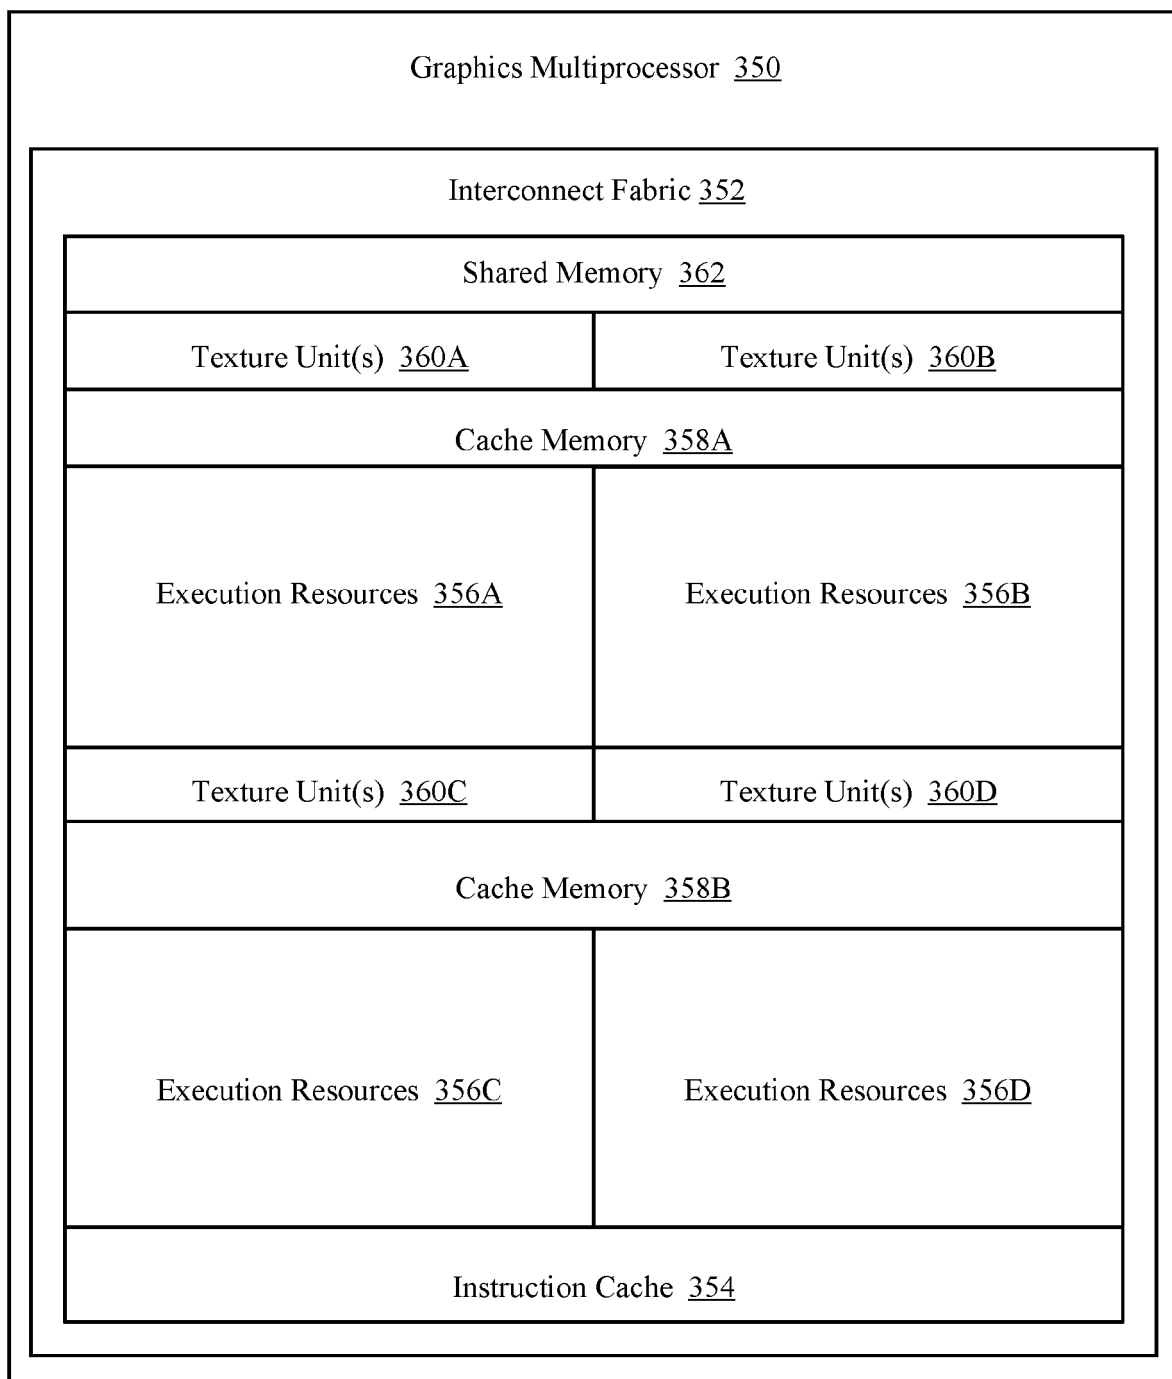 Graphics Multiprocessor 350
Interconnect Fabric 352
Shared Memory 362
Texture Unit(s) 360A
Texture Unit(s) 360B
Cache Memory 358A
Execution Resources 356A
Execution Resources 356B
Texture Unit(s) 360C
Texture Unit(s) 360D
Cache Memory 358B
Execution Resources 356C
Execution Resources 356D
Instruction Cache 354